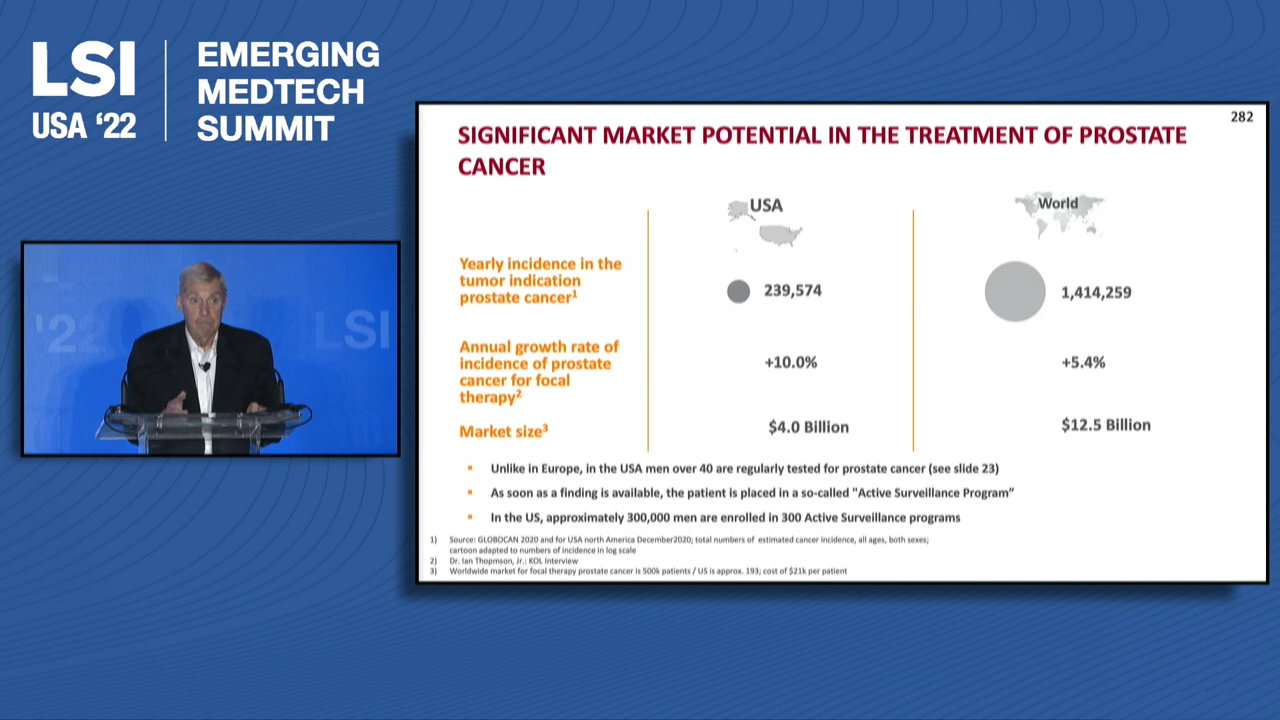 LSI
USA ‘22
EMERGING
MEDTECH
SUMMIT
'22
LSI
282
SIGNIFICANT MARKET POTENTIAL IN THE TREATMENT OF PROSTATE
CANCER
USA
World
Yearly incidence in the
tumor indication
prostate cancer¹
239,574
1,414,259
Annual growth rate of
incidence of prostate
cancer for focal
therapy²
+10.0%
+5.4%
Market size³
$4.0 Billion
$12.5 Billion
▪ Unlike in Europe, in the USA men over 40 are regularly tested for prostate cancer (see slide 23)
▪ As soon as a finding is available, the patient is placed in a so-called "Active Surveillance Program”
▪ In the US, approximately 300,000 men are enrolled in 300 Active Surveillance programs
1) Source: GLOBOCAN 2020 and for USA north America December2020; total numbers of estimated cancer incidence, all ages, both sexes;
cartoon adapted to numbers of incidence in log scale
2) Dr. Ian Thopmson, Jr.: KOL Interview
3) Worldwide market for focal therapy prostate cancer is 500k patients / US is approx. 193; cost of $21k per patient